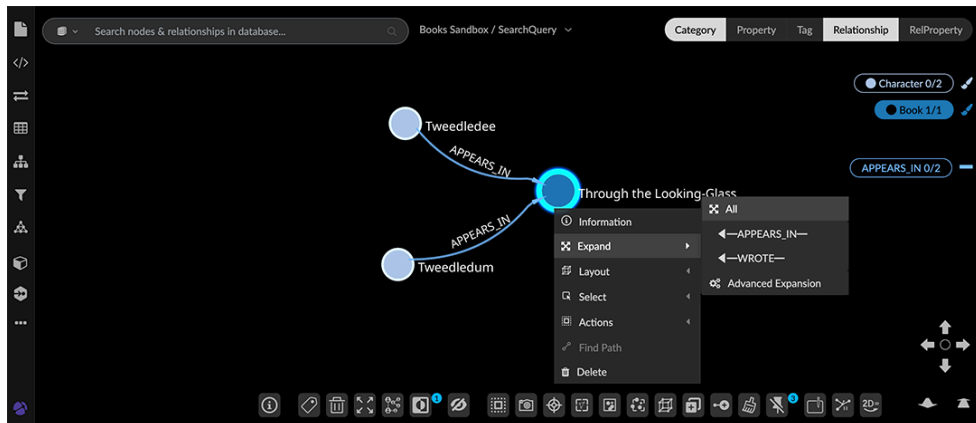 Search nodes & relationships in database...
Books Sandbox / SearchQuery
Category Property Tag Relationship RelProperty
Character 0/2
Book 1/1
APPEARS_IN 0/2
Tweedledee
APPEARS_IN
Through the Looking-Glass
APPEARS_IN
Tweedledum
Information
Expand
Layout
Select
Actions
Find Path
Delete
All
APPEARS_IN
WROTE
Advanced Expansion
1
3
2D